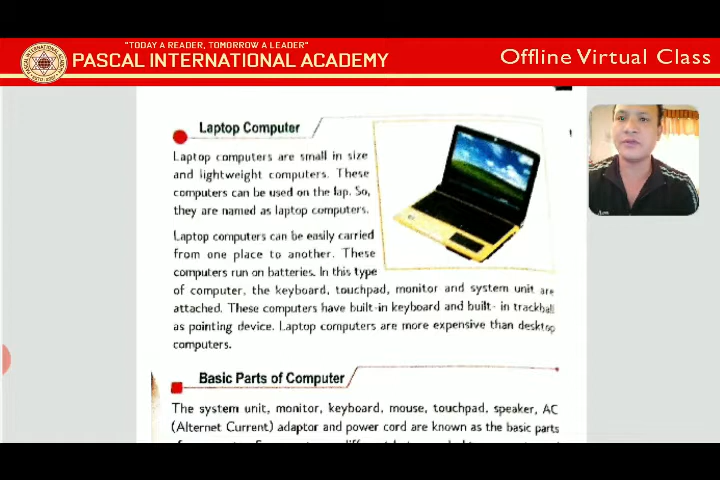 "TODAY A READER, TOMORROW A LEADER"
PASCAL INTERNATIONAL ACADEMY
Offline Virtual Class
Laptop Computer
Laptop computers are small in size
and lightweight computers. These
computers can be used on the lap. So,
they are named as laptop computers.
Laptop computers can be easily carried
from one place to another. These
computers run on batteries. In this type
of computer, the keyboard, touchpad, monitor and system unit are
attached. These computers have built-in keyboard and built- in trackball
as pointing device. Laptop computers are more expensive than desktop
computers.
Basic Parts of Computer
The system unit, monitor, keyboard, mouse, touchpad, speaker, AC
(Alternet Current) adaptor and power cord are known as the basic parts